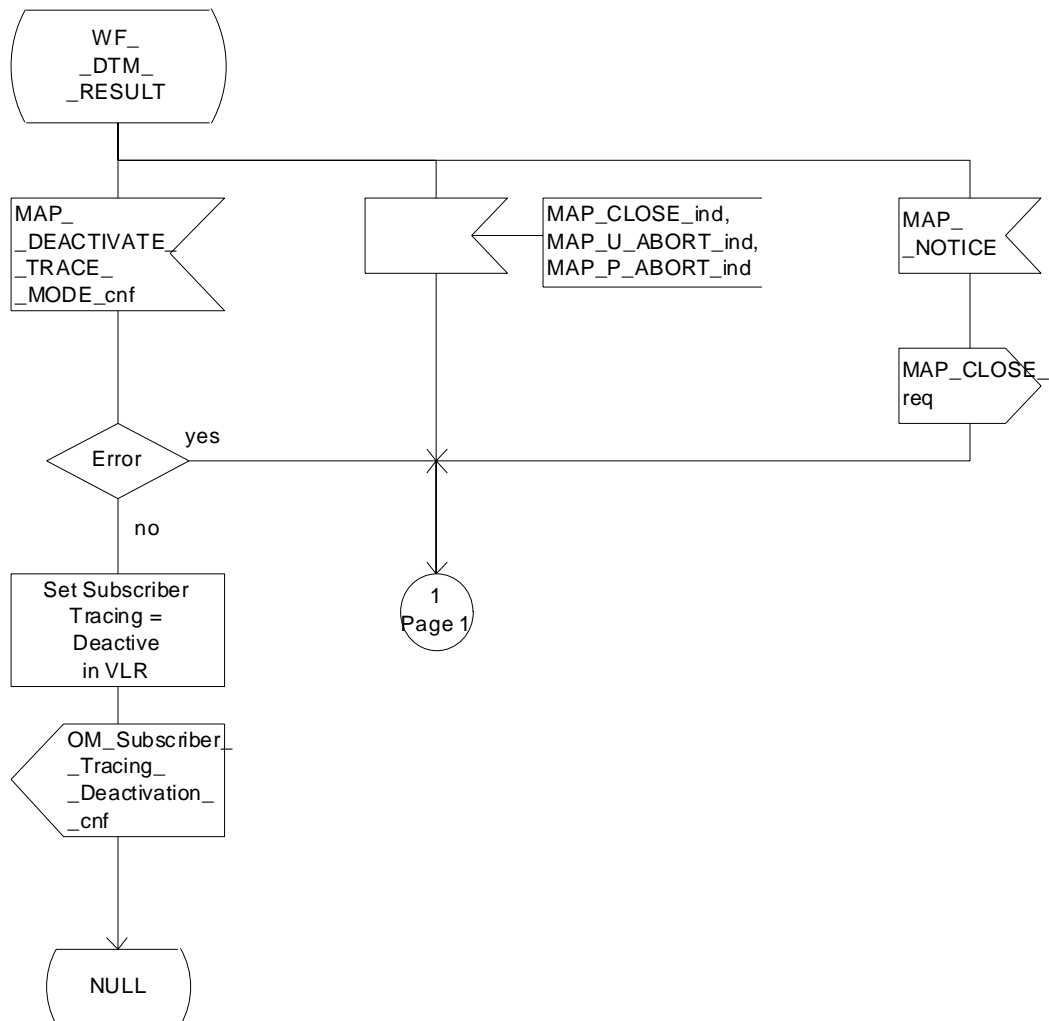 WF_
_DTM_
_RESULT
MAP_
_DEACTIVATE_
_TRACE_
_MODE_cnf
MAP_CLOSE_ind,
MAP_U_ABORT_ind,
MAP_P_ABORT_ind
MAP_
_NOTICE
MAP_CLOSE_
req
Error
yes
no
Set Subscriber
Tracing =
Deactive
in VLR
1
Page 1
OM_Subscriber_
_Tracing_
_Deactivation_
_cnf
NULL